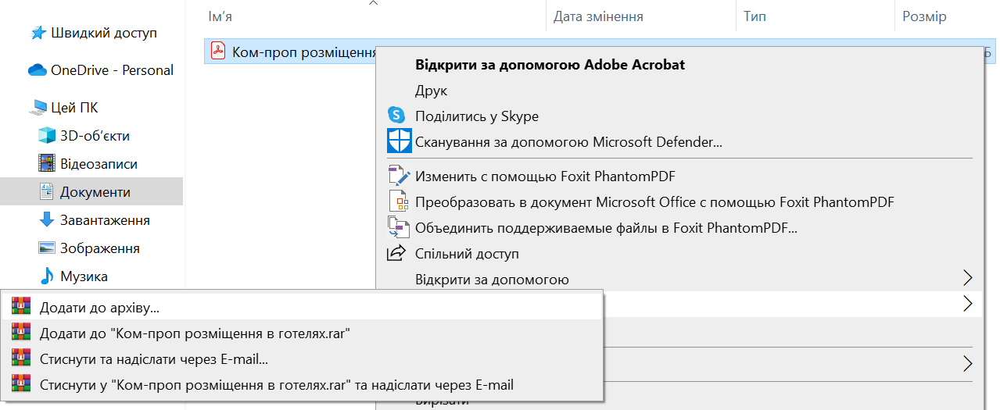 Ім’я
Дата змінення
Тип
Розмір
Швидкий доступ
OneDrive - Personal
Цей ПК
3D-об’єкти
Відеозаписи
Документи
Завантаження
Зображення
Музика
Ком-проп розміщення
Б
Відкрити за допомогою Adobe Acrobat
Друк
Поділитись у Skype
Сканування за допомогою Microsoft Defender...
Изменить с помощью Foxit PhantomPDF
Преобразовать в документ Microsoft Office с помощью Foxit PhantomPDF
Объединить поддерживаемые файлы в Foxit PhantomPDF...
Спільний доступ
Відкрити за допомогою
Додати до архіву...
Додати до "Ком-проп розміщення в готелях.rar"
Стиснути та надіслати через E-mail...
Стиснути у "Ком-проп розміщення в готелях.rar" та надіслати через E-mail
Вирізати